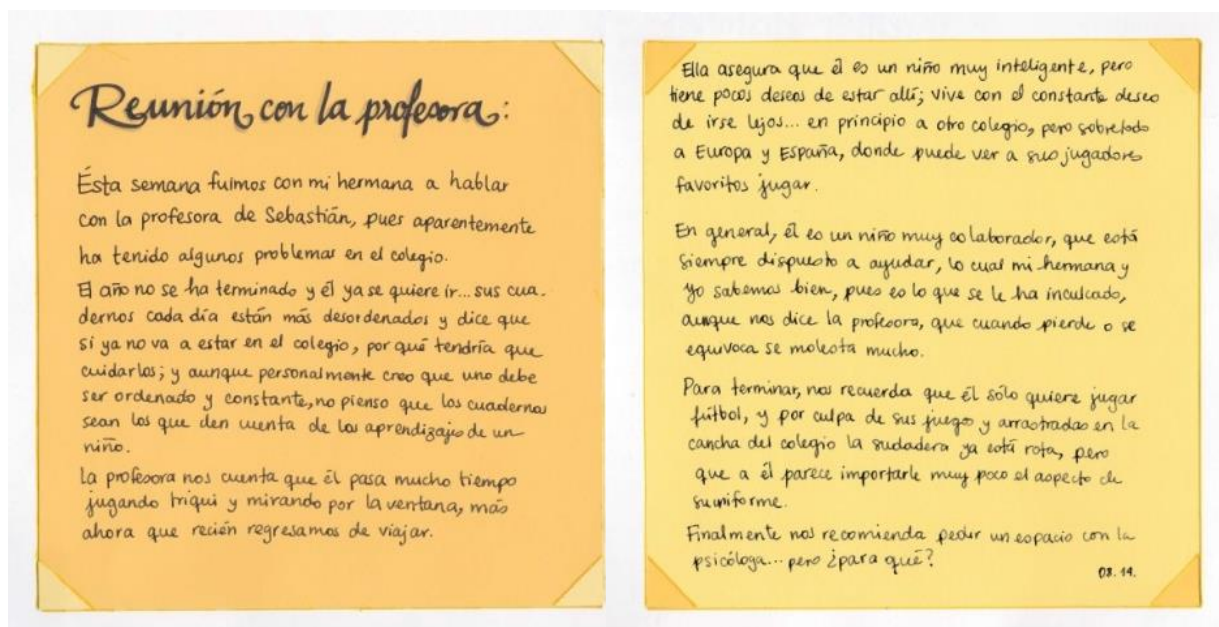 Reunión con la profesora:
Ésta semana fuimos con mi hermana a hablar
con la profesora de Sebastián, pues aparentemente
ha tenido algunos problemas en el colegio.
El año no se ha terminado y él ya se quiere ir... sus cua-
dernos cada día están más desordenados y dice que
si ya no va a estar en el colegio, por qué tendría que
cuidarlos; y aunque personalmente creo que uno debe
ser ordenado y constante, no pienso que los cuadernos
sean los que den cuenta de los aprendizajes de un
niño.
La profesora nos cuenta que él pasa mucho tiempo
jugando triqui y mirando por la ventana, más
ahora que recién regresamos de viajar.
Ella asegura que él es un niño muy inteligente, pero
tiene pocos deseos de estar allí; vive con el constante deseo
de irse lejos... en principio a otro colegio, pero sobretodo
a Europa y España, donde puede ver a sus jugadores
favoritos jugar.
En general, él es un niño muy colaborador, que está
siempre dispuesto a ayudar, lo cual mi hermana y
yo sabemos bien, pues es lo que se le ha inculcado,
aunque nos dice la profesora, que cuando pierde o se
equivoca se molesta mucho.
Para terminar, nos recuerda que él sólo quiere jugar
fútbol, y por culpa de sus juegos y arrastradas en la
cancha del colegio la sudadera ya está rota, pero
que a él parece importarle muy poco el aspecto de
su uniforme.
Finalmente nos recomienda pedir un espacio con la
psicóloga... pero ¿para qué?
08.14.